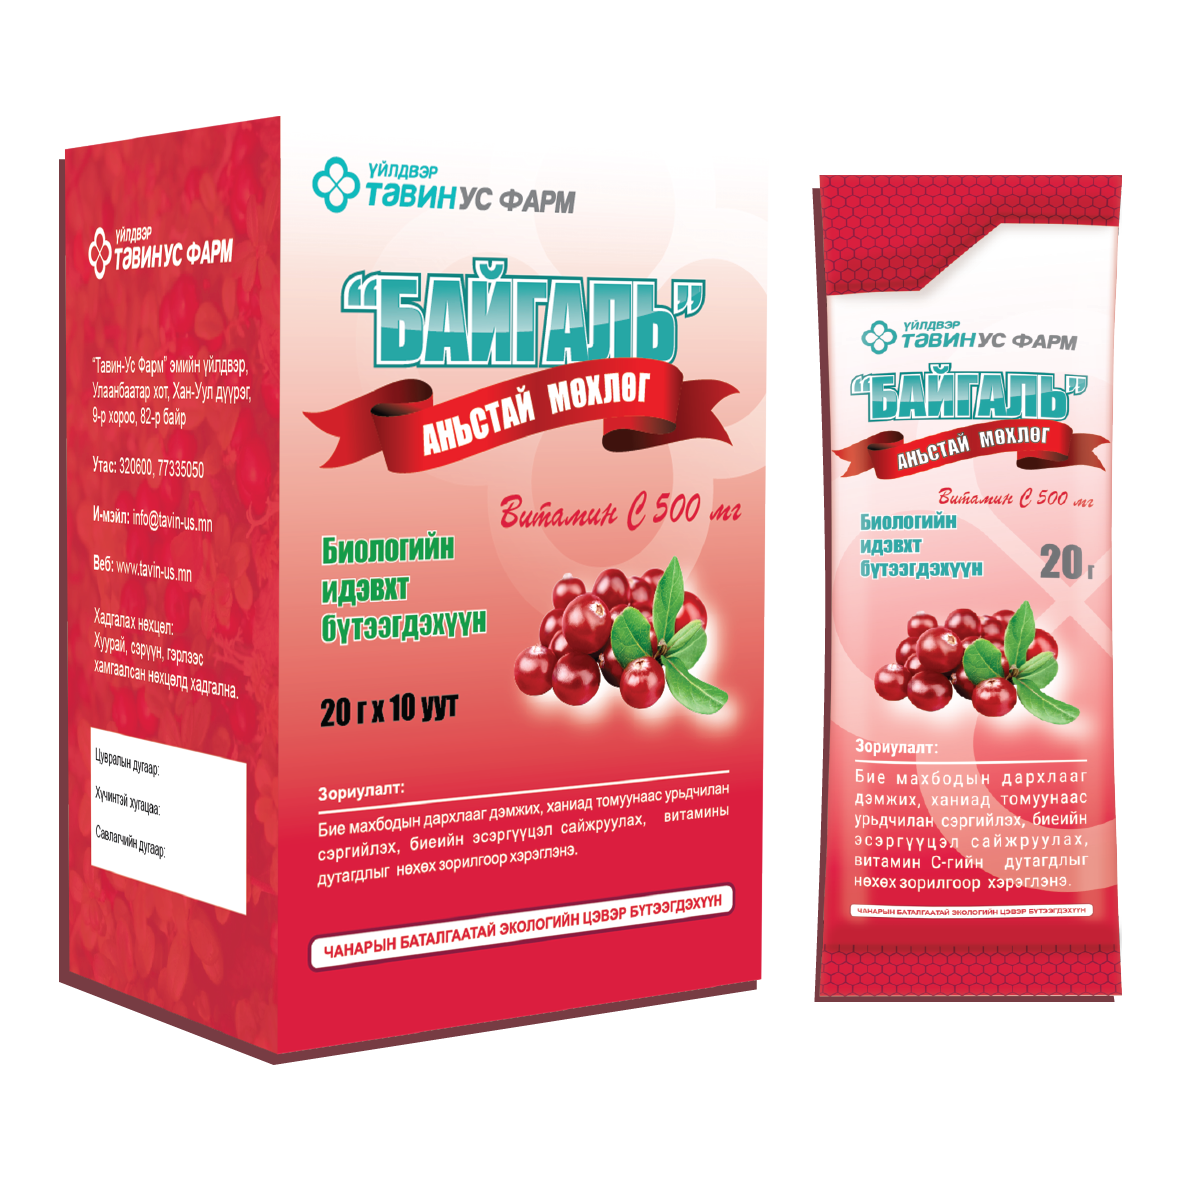 ҮЙЛДВЭР
ТӘВИНУС ФАРМ
"Тавин-Ус Фарм" эмийн үйлдвэр,
Улаанбаатар хот, Хан-Уул дүүрэг,
9-р хороо, 82-р байр
Утас: 320600, 77335050
И-мэйл: info@tavin-us.mn
Веб: www.tavin-us.mn
Хадгалах нөхцөл:
Хуурай, сэрүүн, гэрлээс
хамгаалсан нөхцөлд хадгална.
Цувралын дугаар:
Хүчинтэй хугацаа:
Савлагчийн дугаар:
ҮЙЛДВЭР
ТӘВИНУС ФАРМ
"БАЙГАЛЬ"
АНЬСТАЙ МӨХЛӨГ
Витамин С 500 мг
Биологийн
идэвхт
бүтээгдэхүүн
20 г х 10 уут
Зориулалт:
Бие махбодын дархлааг дэмжих, ханиад томуунаас урьдчилан
сэргийлэх, биеийн эсэргүүцэл сайжруулах, витамины
дутагдлыг нөхөх зорилгоор хэрэглэнэ.
ЧАНАРЫН БАТАЛГААТАЙ ЭКОЛОГИЙН ЦЭВЭР БҮТЭЭГДЭХҮҮН
ҮЙЛДВЭР
ТӘВИНУС ФАРМ
"БАЙГАЛЬ"
АНЬСТАЙ МӨХЛӨГ
Витамин С 500 мг
Биологийн
идэвхт
бүтээгдэхүүн
20 г
Зориулалт:
Бие махбодын дархлааг
дэмжих, ханиад томуунаас
урьдчилан сэргийлэх, биеийн
эсэргүүцэл сайжруулах,
витамин С-гийн дутагдлыг
нөхөх зорилгоор хэрэглэнэ.
ЧАНАРЫН БАТАЛГААТАЙ ЭКОЛОГИЙН ЦЭВЭР БҮТЭЭГДЭХҮҮН